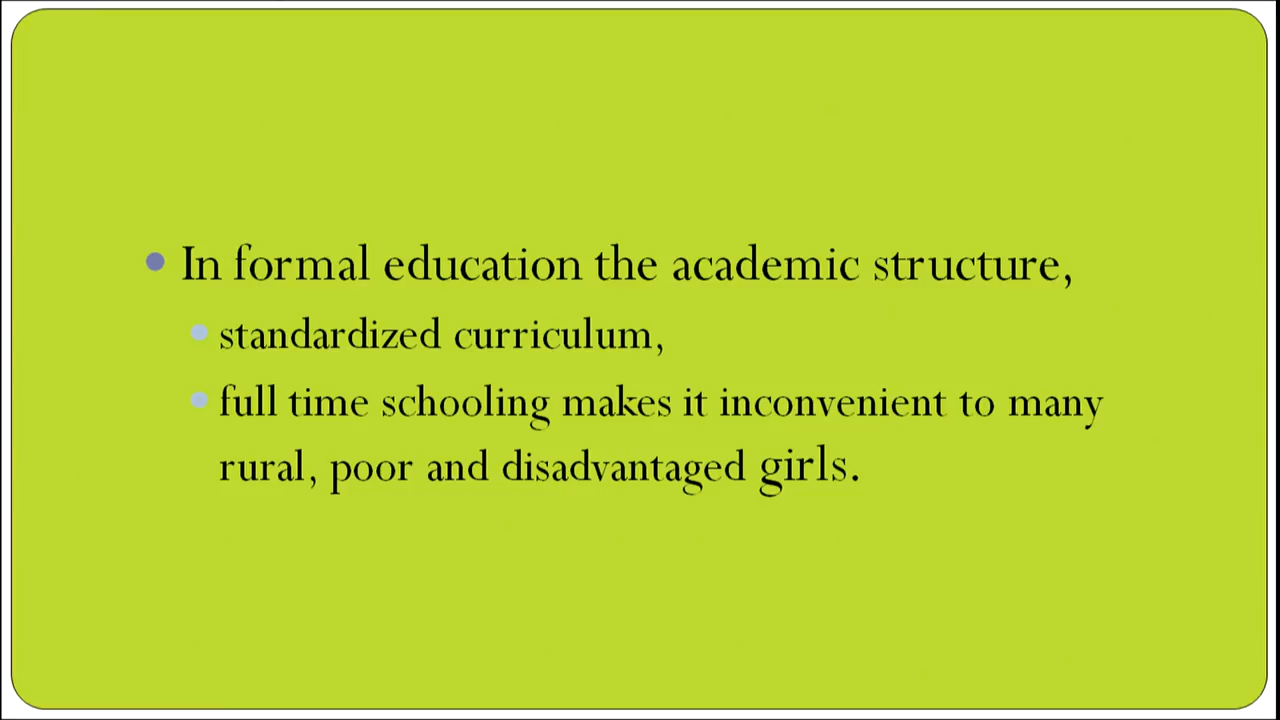 In formal education the academic structure,
standardized curriculum,
full time schooling makes it inconvenient to many
rural, poor and disadvantaged girls.